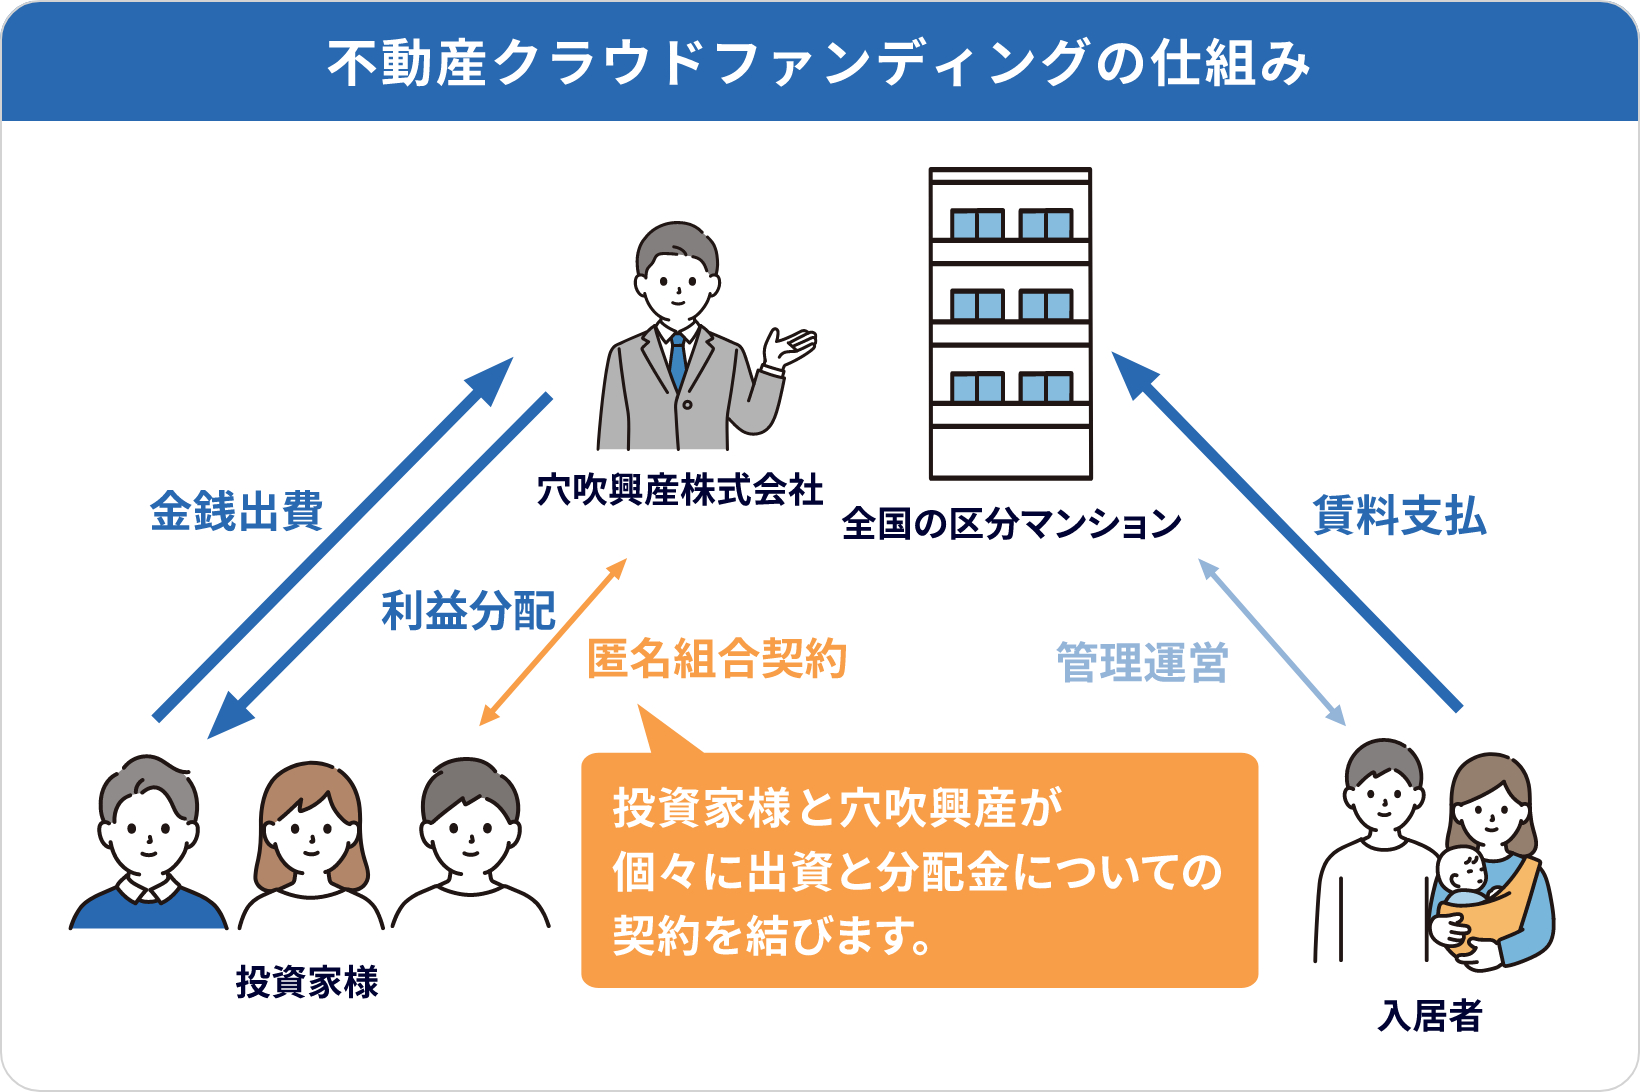 不動産クラウドファンディングの仕組み
穴吹興産株式会社
全国の区分マンション
金銭出費
賃料支払
利益分配
匿名組合契約
管理運営
投資家様と穴吹興産が
個々に出資と分配金についての
契約を結びます。
投資家様
入居者